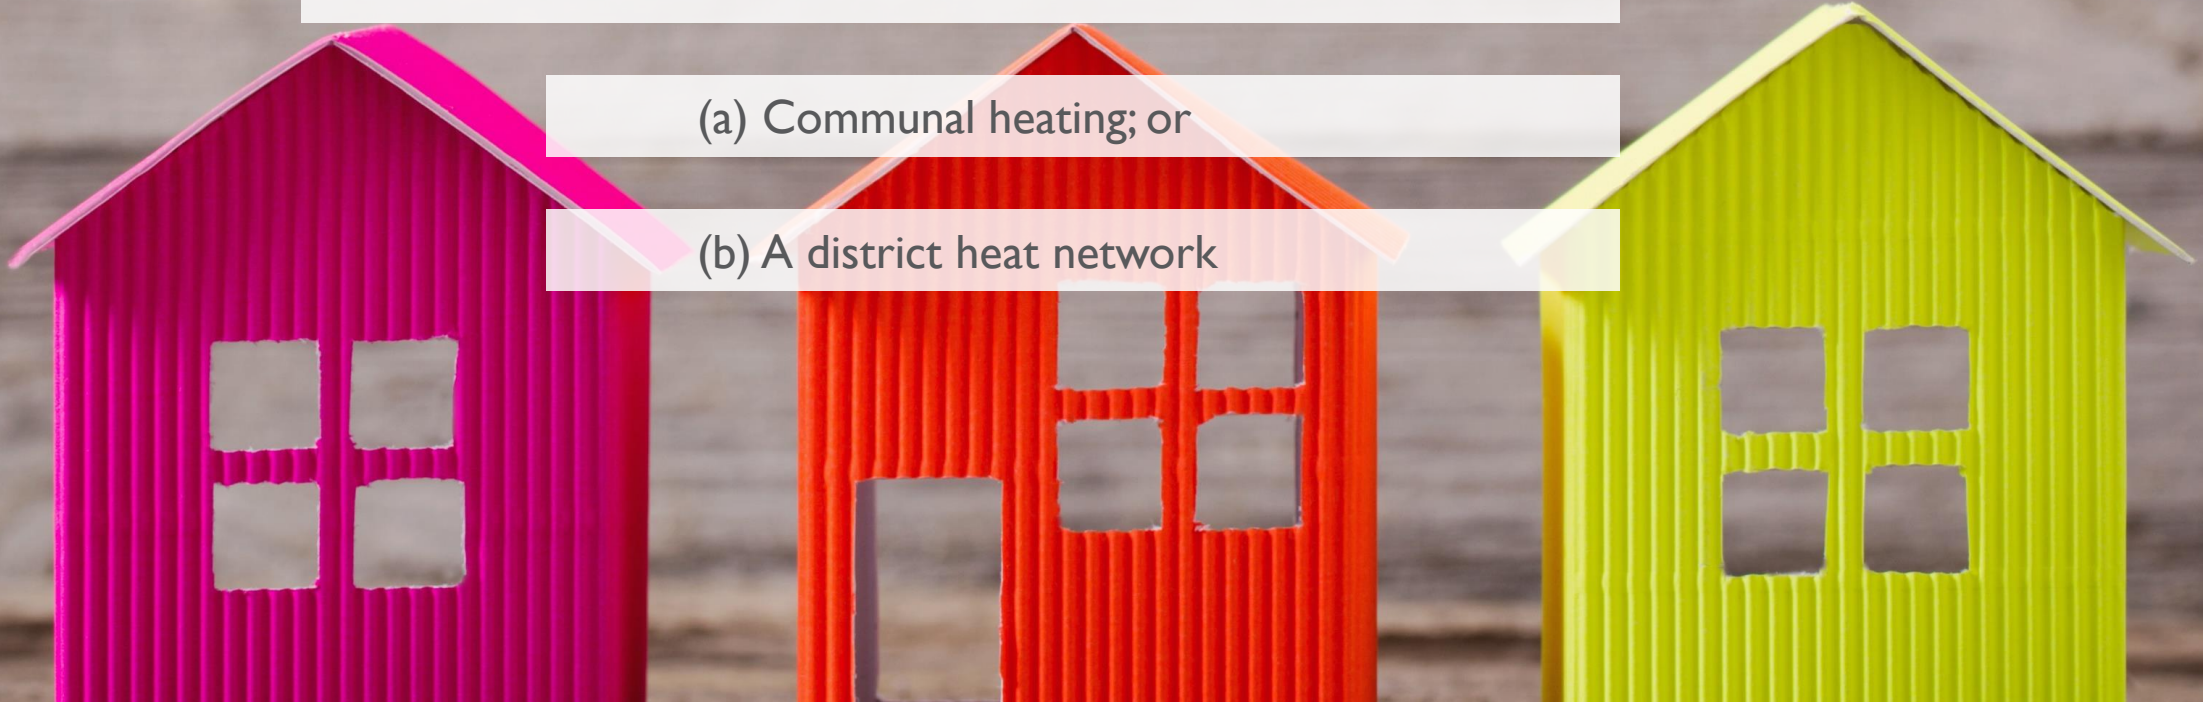 (a) Communal heating; or
(b) A district heat network